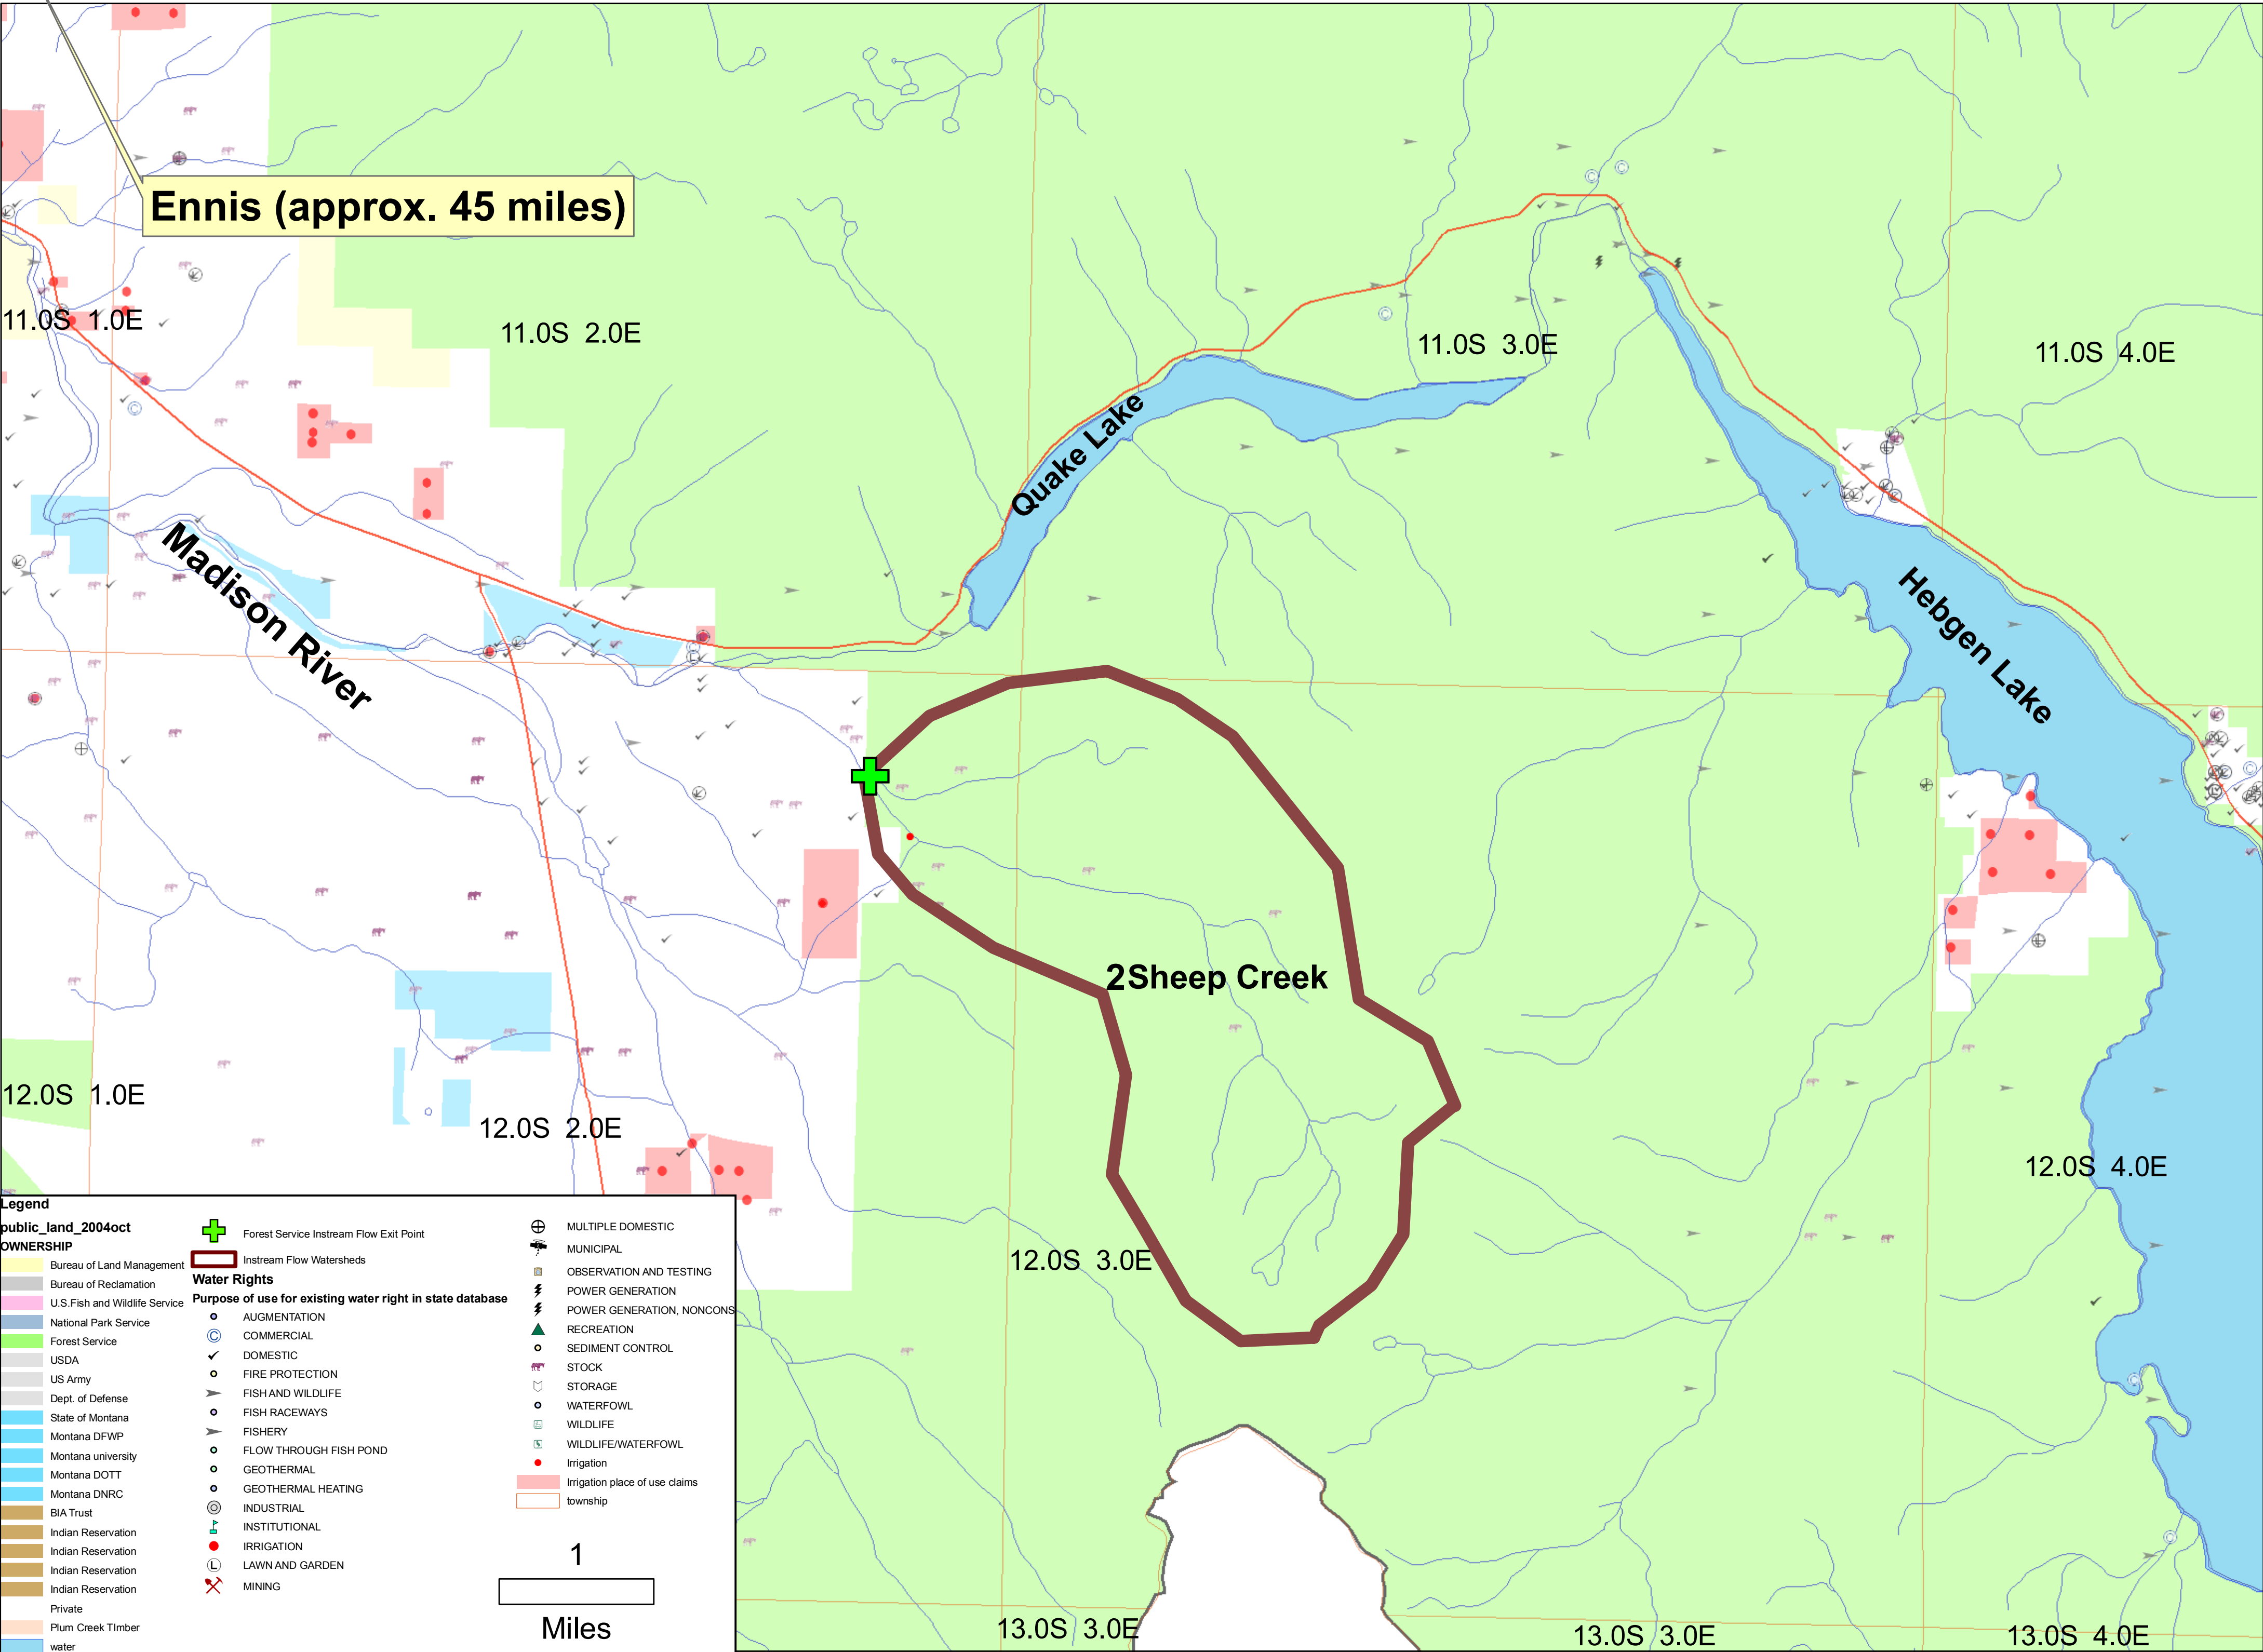 Ennis (approx. 45 miles)
11.0S 1.0E
11.0S 2.0E
11.0S 3.0E
11.0S 4.0E
Quake Lake
Madison River
Hebgen Lake
2Sheep Creek
12.0S 1.0E
12.0S 2.0E
12.0S 3.0E
12.0S 4.0E
13.0S 3.0E
13.0S 3.0E
13.0S 4.0E
Legend
public_land_2004oct
OWNERSHIP
Bureau of Land Management
Bureau of Reclamation
U.S.Fish and Wildlife Service
National Park Service
Forest Service
USDA
US Army
Dept. of Defense
State of Montana
Montana DFWP
Montana university
Montana DOTT
Montana DNRC
BIA Trust
Indian Reservation
Indian Reservation
Indian Reservation
Indian Reservation
Private
Plum Creek TImber
water
Forest Service Instream Flow Exit Point
Instream Flow Watersheds
Water Rights
Purpose of use for existing water right in state database
AUGMENTATION
COMMERCIAL
DOMESTIC
FIRE PROTECTION
FISH AND WILDLIFE
FISH RACEWAYS
FISHERY
FLOW THROUGH FISH POND
GEOTHERMAL
GEOTHERMAL HEATING
INDUSTRIAL
INSTITUTIONAL
IRRIGATION
LAWN AND GARDEN
MINING
MULTIPLE DOMESTIC
MUNICIPAL
OBSERVATION AND TESTING
POWER GENERATION
POWER GENERATION, NONCONS
RECREATION
SEDIMENT CONTROL
STOCK
STORAGE
WATERFOWL
WILDLIFE
WILDLIFE/WATERFOWL
Irrigation
Irrigation place of use claims
township
1
Miles